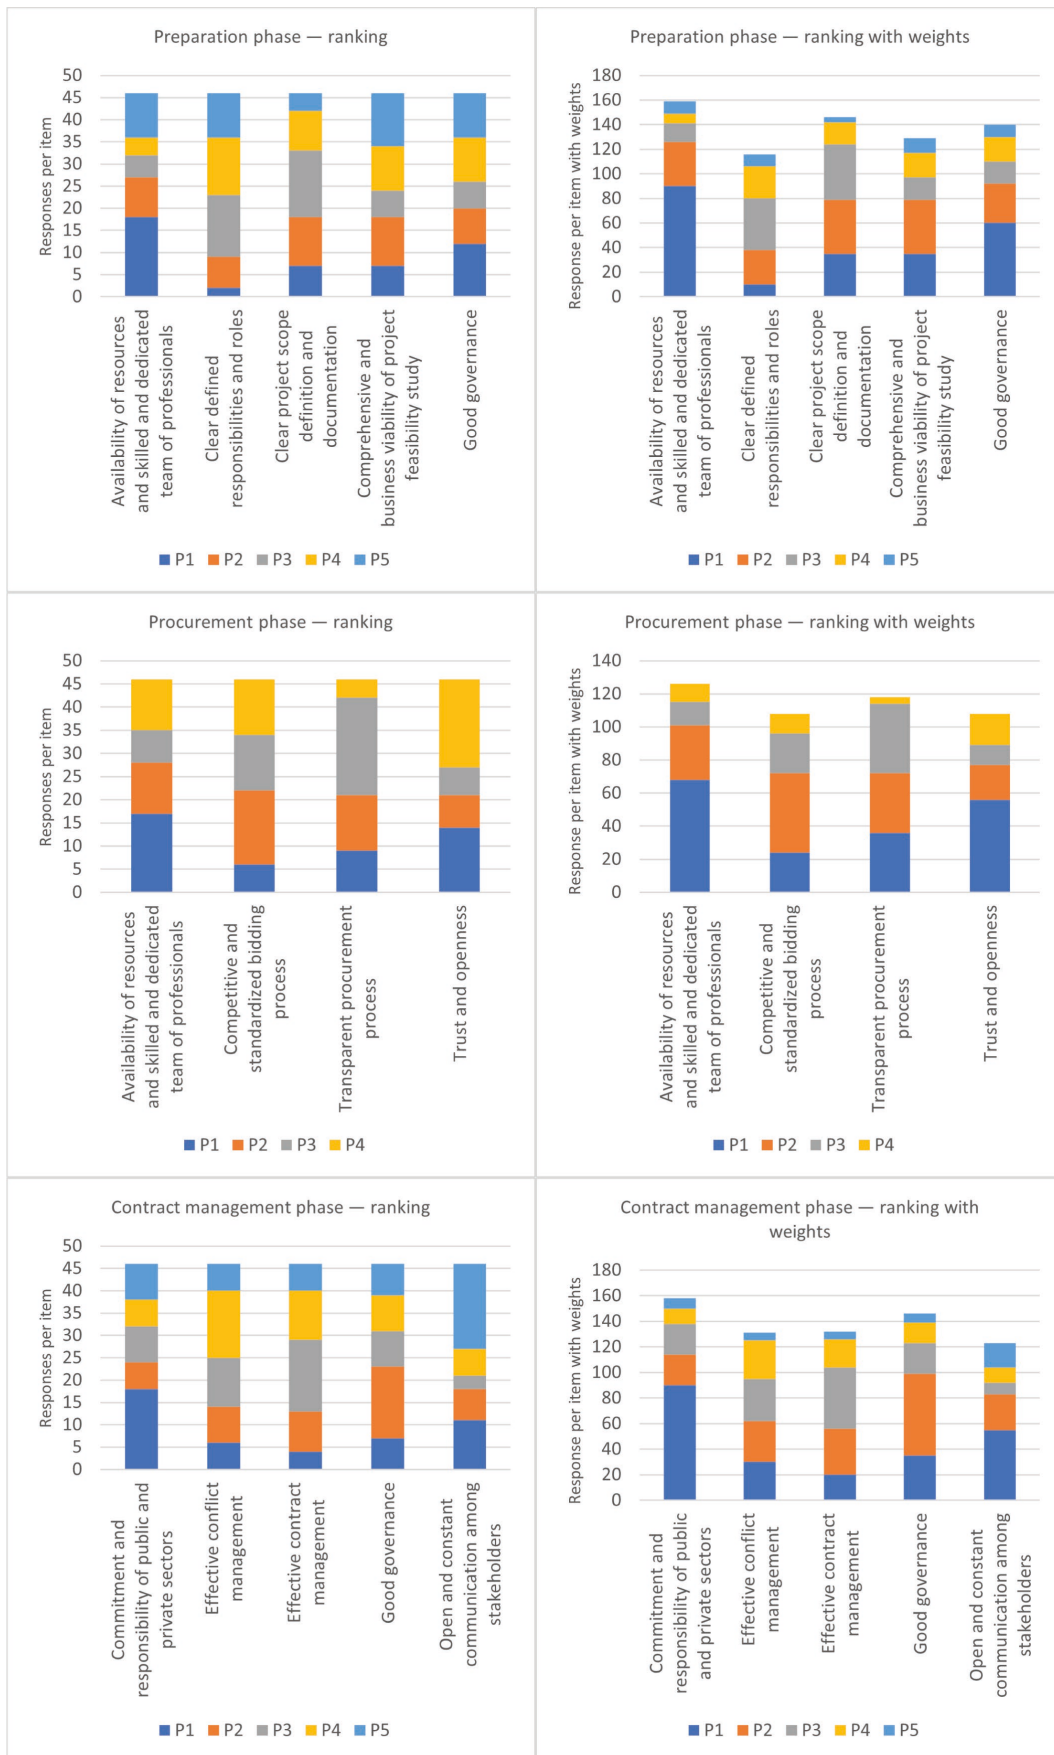 Preparation phase — ranking
Responses per item
50
45
40
35
30
25
20
15
10
5
0
Availability of resources
and skilled and dedicated
team of professionals
Clear defined
responsibilities and roles
Clear project scope
definition and
documentation
Comprehensive and
business viability of project
feasibility study
Good governance
P1 P2 P3 P4 P5
Preparation phase — ranking with weights
Response per item with weights
180
160
140
120
100
80
60
40
20
0
Availability of resources
and skilled and dedicated
team of professionals
Clear defined
responsibilities and roles
Clear project scope
definition and
documentation
Comprehensive and
business viability of project
feasibility study
Good governance
P1 P2 P3 P4 P5
Procurement phase — ranking
Responses per item
50
45
40
35
30
25
20
15
10
5
0
Availability of resources
and skilled and dedicated
team of professionals
Competitive and
standardized bidding
process
Transparent procurement
process
Trust and openness
P1 P2 P3 P4
Procurement phase — ranking with weights
Response per item with weights
140
120
100
80
60
40
20
0
Availability of resources
and skilled and dedicated
team of professionals
Competitive and
standardized bidding
process
Transparent procurement
process
Trust and openness
P1 P2 P3 P4
Contract management phase — ranking
Responses per item
50
45
40
35
30
25
20
15
10
5
0
Commitment and
responsibility of public and
private sectors
Effective conflict
management
Effective contract
management
Good governance
Open and constant
communication among
stakeholders
P1 P2 P3 P4 P5
Contract management phase — ranking with
weights
Response per item with weights
180
160
140
120
100
80
60
40
20
0
Commitment and
responsibility of public
and private sectors
Effective conflict
management
Effective contract
management
Good governance
Open and constant
communication among
stakeholders
P1 P2 P3 P4 P5